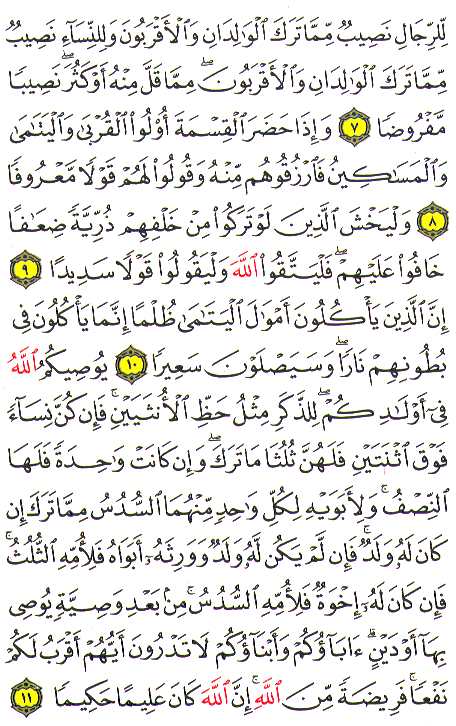 لِّلرِّجَالِ نَصِيبٌ مِّمَّا تَرَكَ ٱلْوَٰلِدَانِ وَٱلْأَقْرَبُونَ وَلِلنِّسَآءِ نَصِيبٌ
مِّمَّا تَرَكَ ٱلْوَٰلِدَانِ وَٱلْأَقْرَبُونَ مِمَّا قَلَّ مِنْهُ أَوْ كَثُرَ ۚ نَصِيبًا
مَّفْرُوضًا ٧ وَإِذَا حَضَرَ ٱلْقِسْمَةَ أُو۟لُوا۟ ٱلْقُرْبَىٰ وَٱلْيَتَٰمَىٰ
وَٱلْمَسَٰكِينُ فَٱرْزُقُوهُم مِّنْهُ وَقُولُوا۟ لَهُمْ قَوْلًا مَّعْرُوفًا
٨ وَلْيَخْشَ ٱلَّذِينَ لَوْ تَرَكُوا۟ مِنْ خَلْفِهِمْ ذُرِّيَّةً ضِعَٰفًا
خَافُوا۟ عَلَيْهِمْ فَلْيَتَّقُوا۟ ٱللَّهَ وَلْيَقُولُوا۟ قَوْلًا سَدِيدًا ٩
إِنَّ ٱلَّذِينَ يَأْكُلُونَ أَمْوَٰلَ ٱلْيَتَٰمَىٰ ظُلْمًا إِنَّمَا يَأْكُلُونَ فِى
بُطُونِهِمْ نَارًا ۖ وَسَيَصْلَوْنَ سَعِيرًا ١٠ يُوصِيكُمُ ٱللَّهُ
فِىٓ أَوْلَٰدِكُمْ ۖ لِلذَّكَرِ مِثْلُ حَظِّ ٱلْأُنثَيَيْنِ ۚ فَإِن كُنَّ نِسَآءً
فَوْقَ ٱثْنَتَيْنِ فَلَهُنَّ ثُلُثَا مَا تَرَكَ ۖ وَإِن كَانَتْ وَٰحِدَةً فَلَهَا
ٱلنِّصْفُ ۚ وَلِأَبَوَيْهِ لِكُلِّ وَٰحِدٍ مِّنْهُمَا ٱلسُّدُسُ مِمَّا تَرَكَ إِن
كَانَ لَهُۥ وَلَدٌ ۚ فَإِن لَّمْ يَكُن لَّهُۥ وَلَدٌ وَوَرِثَهُۥٓ أَبَوَاهُ فَلِأُمِّهِ ٱلثُّلُثُ ۚ
فَإِن كَانَ لَهُۥٓ إِخْوَةٌ فَلِأُمِّهِ ٱلسُّدُسُ ۚ مِنۢ بَعْدِ وَصِيَّةٍ يُوصِى
بِهَآ أَوْ دَيْنٍ ۗ ءَابَآؤُكُمْ وَأَبْنَآؤُكُمْ لَا تَدْرُونَ أَيُّهُمْ أَقْرَبُ لَكُمْ
نَفْعًا ۚ فَرِيضَةً مِّنَ ٱللَّهِ ۗ إِنَّ ٱللَّهَ كَانَ عَلِيمًا حَكِيمًا ١١